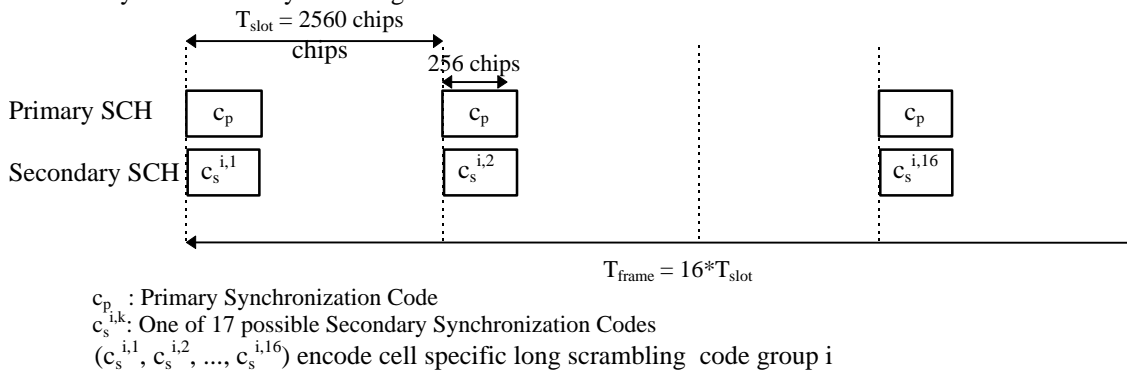 T_slot = 2560 chips
chips
256 chips
Primary SCH c_p c_p c_p
Secondary SCH c_s^i,1 c_s^i,2 c_s^i,16
T_frame = 16*T_slot
c_p : Primary Synchronization Code
c_s^i,k: One of 17 possible Secondary Synchronization Codes
(c_s^i,1, c_s^i,2, ..., c_s^i,16) encode cell specific long scrambling code group i